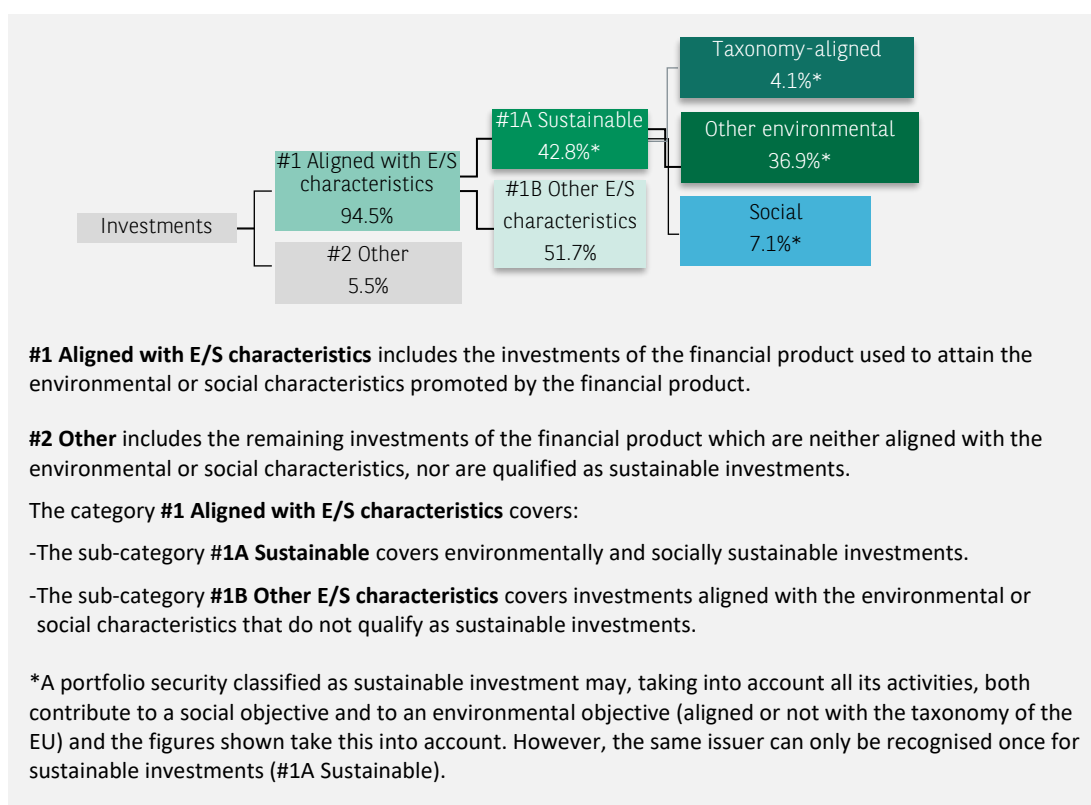 Taxonomy-aligned
4.1%*
#1A Sustainable
42.8%*
Other environmental
36.9%*
#1 Aligned with E/S
characteristics
94.5%
#1B Other E/S
characteristics
51.7%
Social
7.1%*
Investments
#2 Other
5.5%
#1 Aligned with E/S characteristics includes the investments of the financial product used to attain the
environmental or social characteristics promoted by the financial product.
#2 Other includes the remaining investments of the financial product which are neither aligned with the
environmental or social characteristics, nor are qualified as sustainable investments.
The category #1 Aligned with E/S characteristics covers:
-The sub-category #1A Sustainable covers environmentally and socially sustainable investments.
-The sub-category #1B Other E/S characteristics covers investments aligned with the environmental or
social characteristics that do not qualify as sustainable investments.
*A portfolio security classified as sustainable investment may, taking into account all its activities, both
contribute to a social objective and to an environmental objective (aligned or not with the taxonomy of the
EU) and the figures shown take this into account. However, the same issuer can only be recognised once for
sustainable investments (#1A Sustainable).